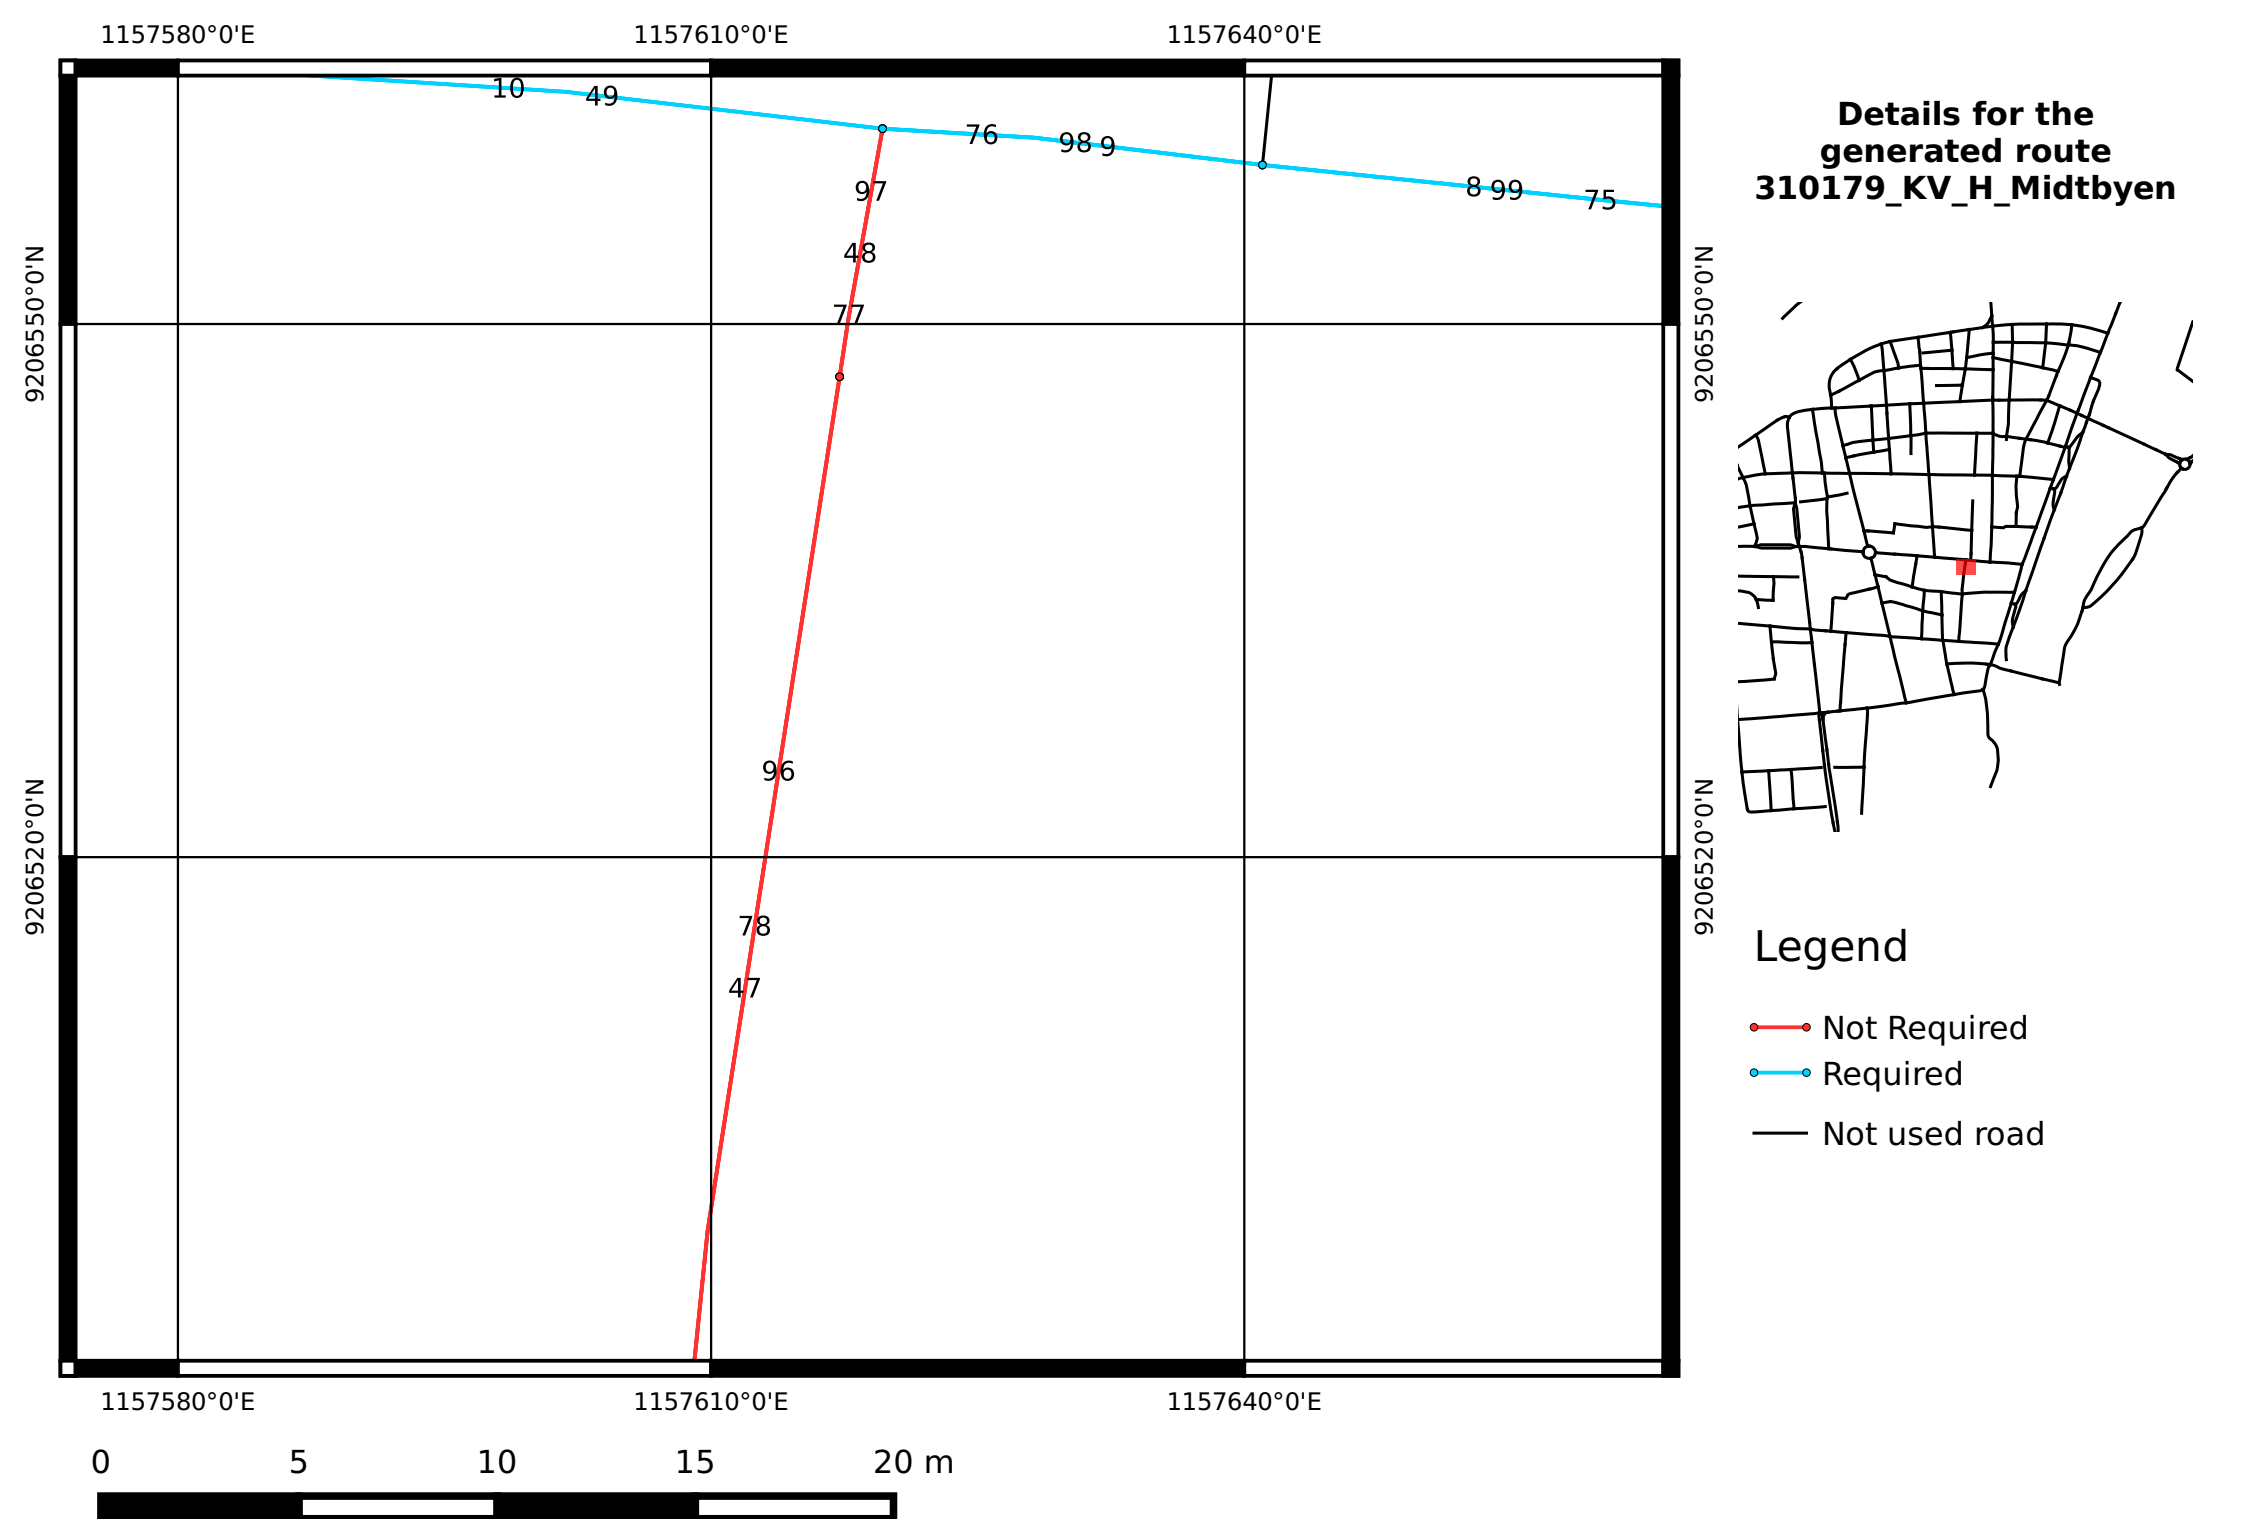 1157580°0'E 1157610°0'E 1157640°0'E
10 49 76 98 9 8 99 75
97
48
77
96
78
47
9206550°0'N
9206520°0'N
9206550°0'N
9206520°0'N
1157580°0'E 1157610°0'E 1157640°0'E
0 5 10 15 20 m
Details for the
generated route
310179_KV_H_Midtbyen
Legend
Not Required
Required
Not used road